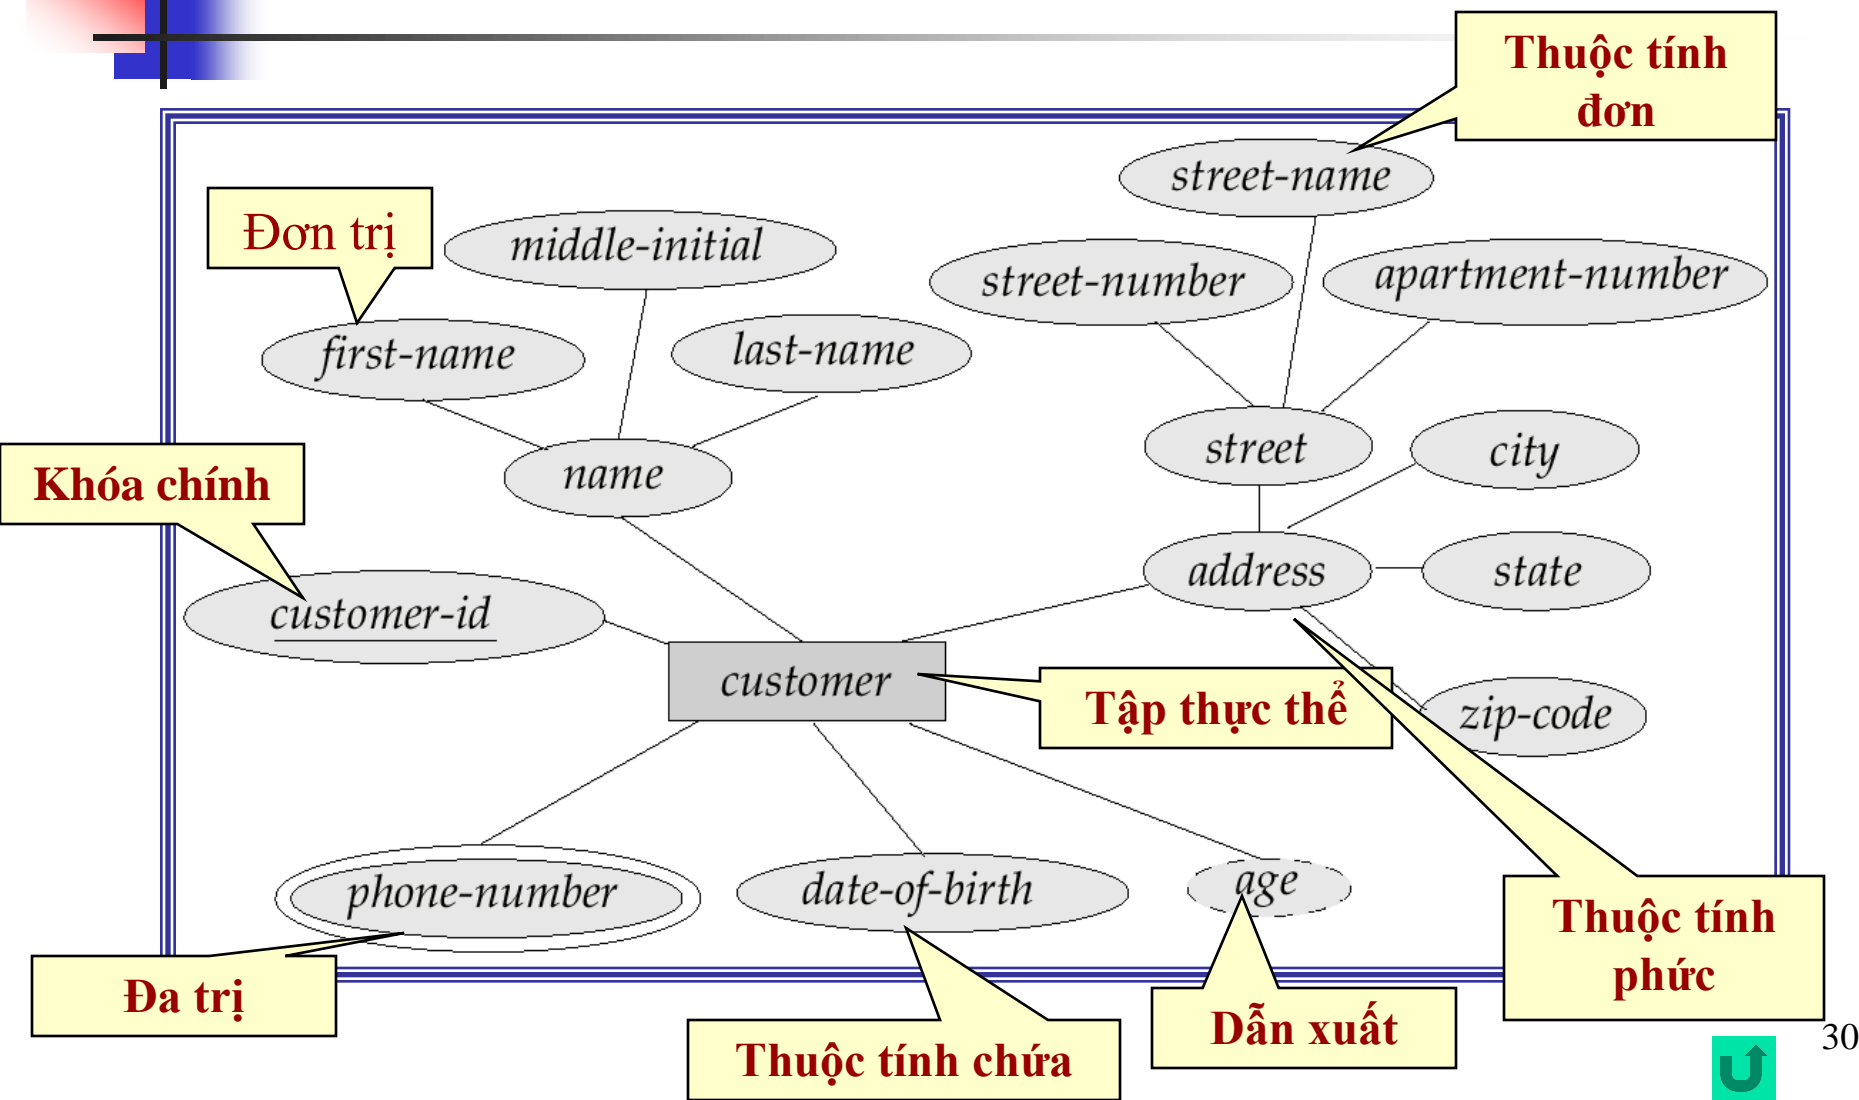 Thuộc tính
đơn
street-name
Đơn trị
middle-initial
street-number
apartment-number
first-name
last-name
street
city
Khóa chính
name
address
state
customer-id
customer
Tập thực thể
zip-code
phone-number
date-of-birth
age
Thuộc tính
phức
Đa trị
Dẫn xuất
Thuộc tính chứa
30